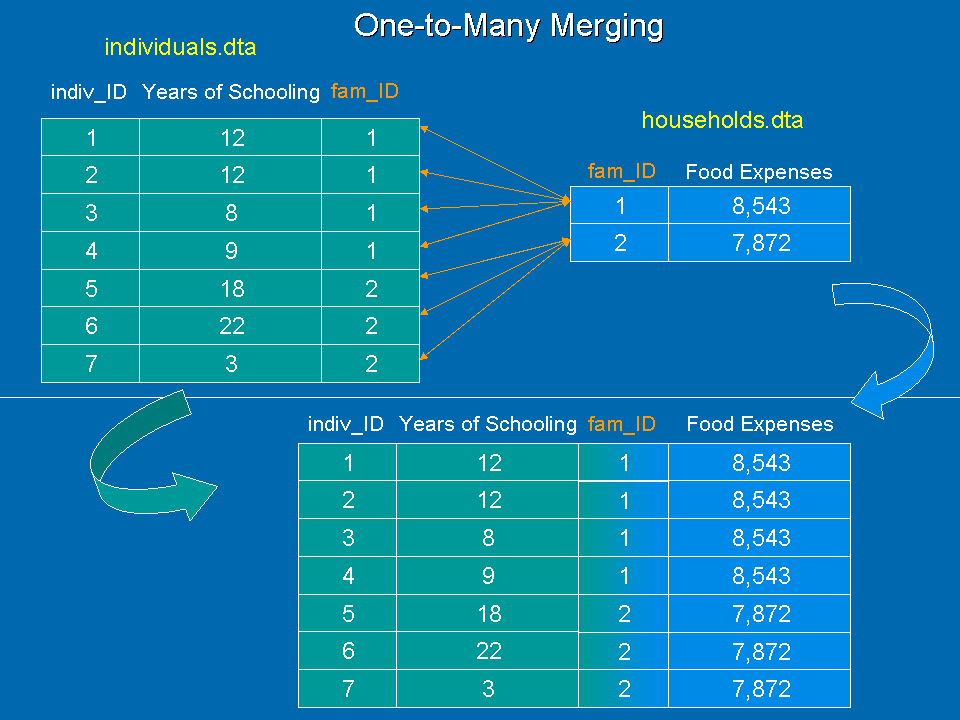 One-to-Many Merging
individuals.dta
indiv_ID Years of Schooling fam_ID
1 12 1
2 12 1
3 8 1
4 9 1
5 18 2
6 22 2
7 3 2
households.dta
fam_ID Food Expenses
1 8,543
2 7,872
indiv_ID Years of Schooling fam_ID Food Expenses
1 12 1 8,543
2 12 1 8,543
3 8 1 8,543
4 9 1 8,543
5 18 2 7,872
6 22 2 7,872
7 3 2 7,872